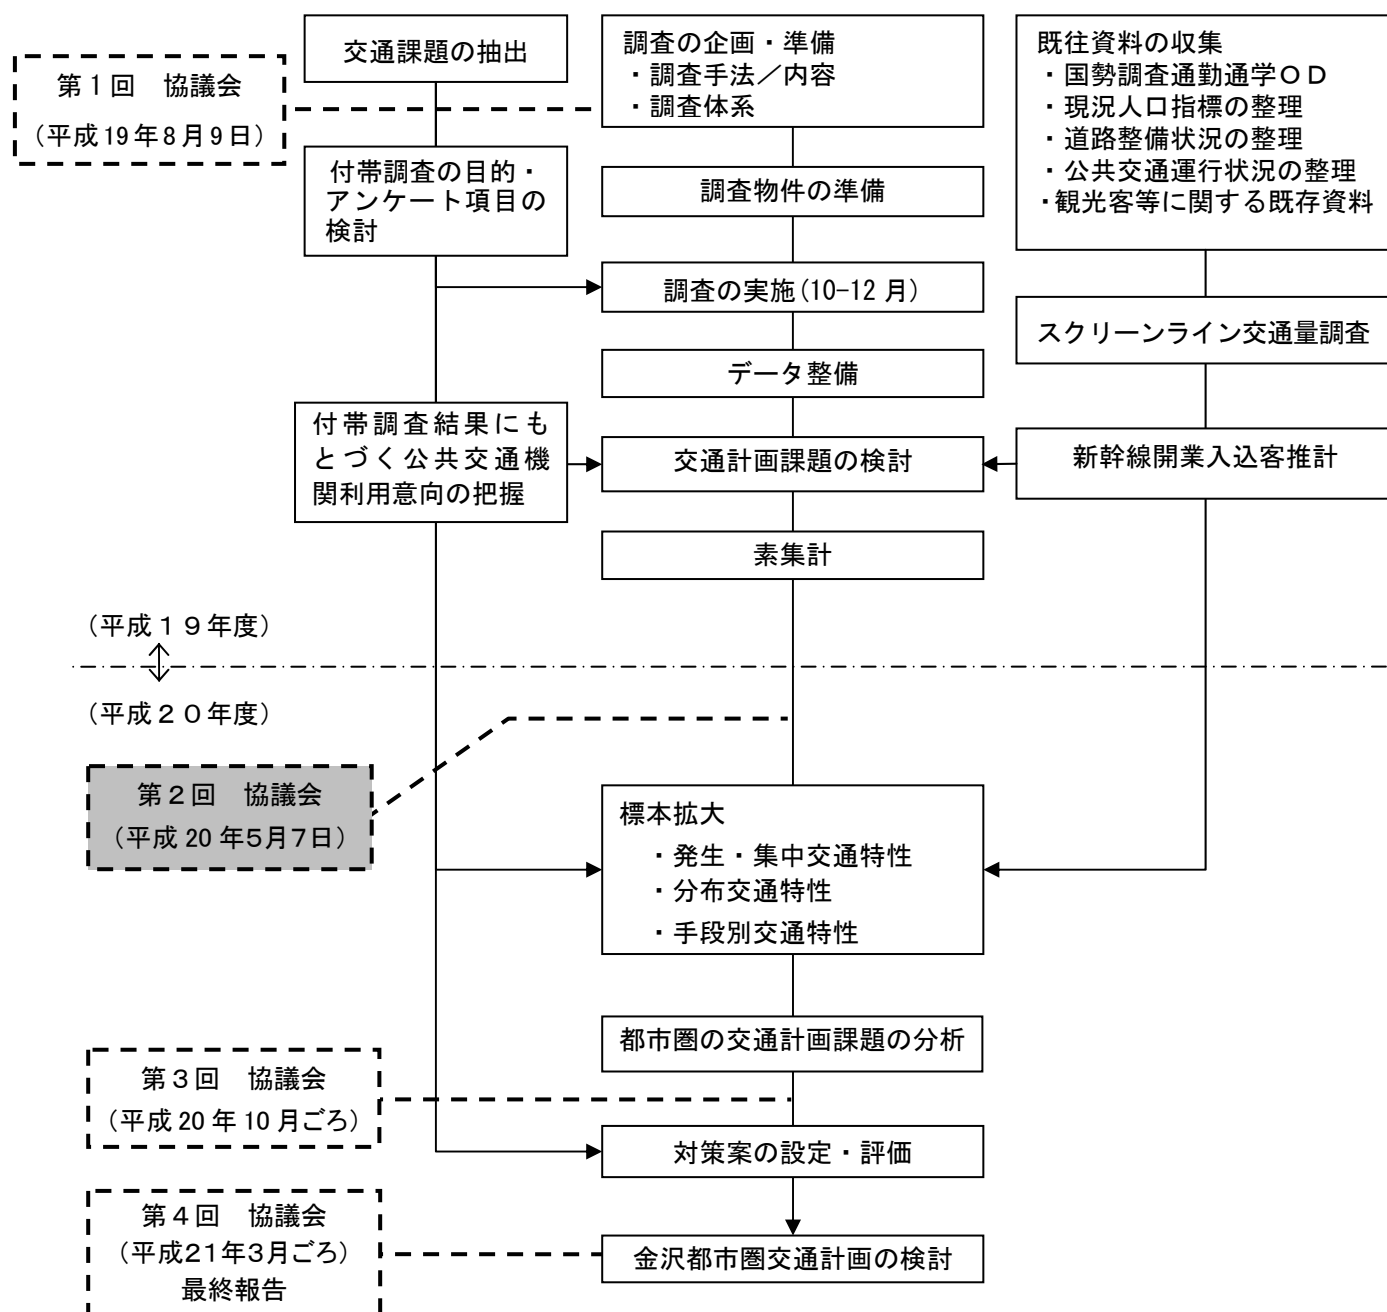 交通課題の抽出
調査の企画・準備
・調査手法／内容
・調査体系
既往資料の収集
・国勢調査通勤通学ＯＤ
・現況人口指標の整理
・道路整備状況の整理
・公共交通運行状況の整理
・観光客等に関する既存資料
第１回　協議会
（平成19年８月９日）
付帯調査の目的・
アンケート項目の
検討
調査物件の準備
調査の実施(10-12月)
スクリーンライン交通量調査
データ整備
付帯調査結果にも
とづく公共交通機
関利用意向の把握
交通計画課題の検討
新幹線開業入込客推計
素集計
（平成１９年度）
（平成２０年度）
第２回　協議会
（平成20年５月７日）
標本拡大
・発生・集中交通特性
・分布交通特性
・手段別交通特性
都市圏の交通計画課題の分析
第３回　協議会
（平成20年10月ごろ）
対策案の設定・評価
第４回　協議会
（平成２１年３月ごろ）
最終報告
金沢都市圏交通計画の検討